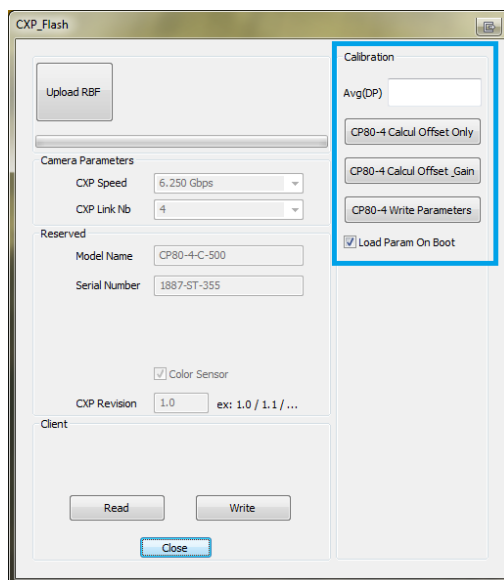 CXP_Flash
Upload RBF
Camera Parameters
CXP Speed 6.250 Gbps
CXP Link Nb 4
Reserved
Model Name CP80-4-C-500
Serial Number 1887-ST-355
Color Sensor
CXP Revision 1.0 ex: 1.0 / 1.1 / ...
Client
Read Write
Close
Calibration
Avg(DP)
CP80-4 Calcul Offset Only
CP80-4 Calcul Offset _Gain
CP80-4 Write Parameters
Load Param On Boot